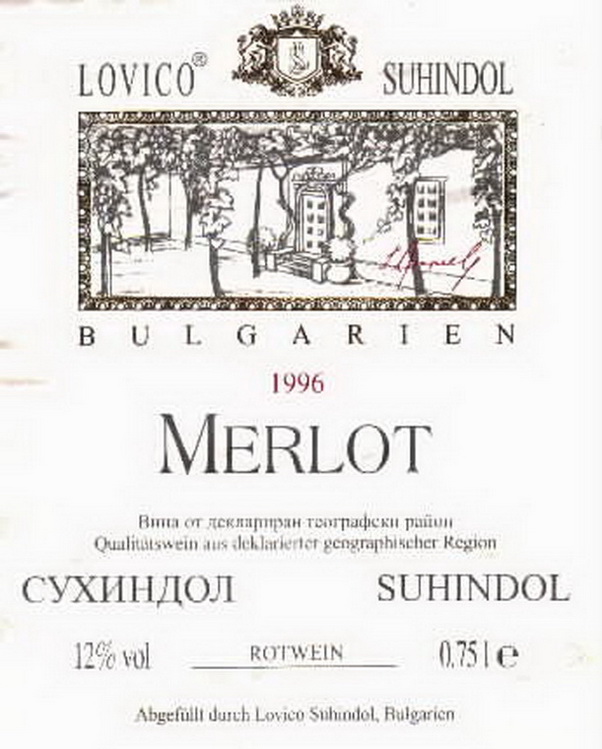 LOVICO® SUHINDOL
BULGARIEN
1996
MERLOT
Вина от деклариран географски район
Qualitätswein aus deklarierter geographischer Region
СУХИНДОЛ SUHINDOL
12% vol ROTWEIN 0.75 l e
Abgefüllt durch Lovico Suhindol, Bulgarien